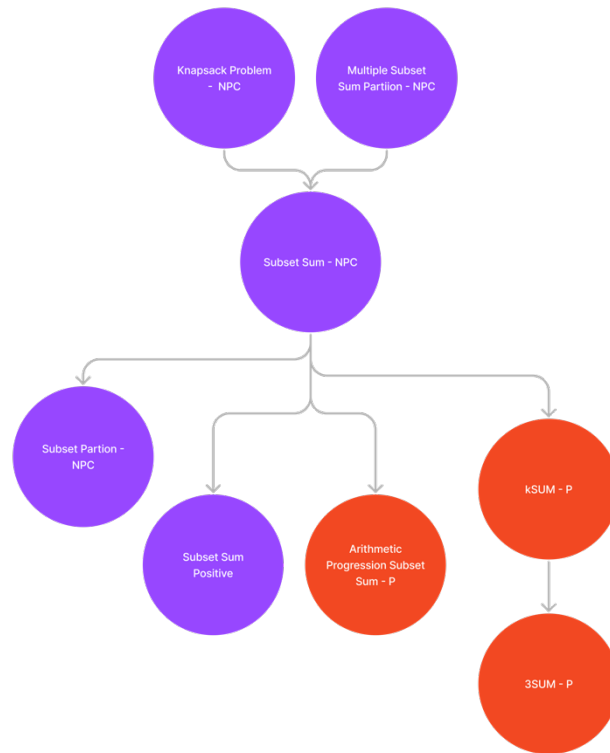 Knapsack Problem
- NPC
Multiple Subset
Sum Partiion - NPC
Subset Sum - NPC
Subset Partion -
NPC
kSUM - P
Subset Sum
Positive
Arithmetic
Progression Subset
Sum - P
3SUM - P